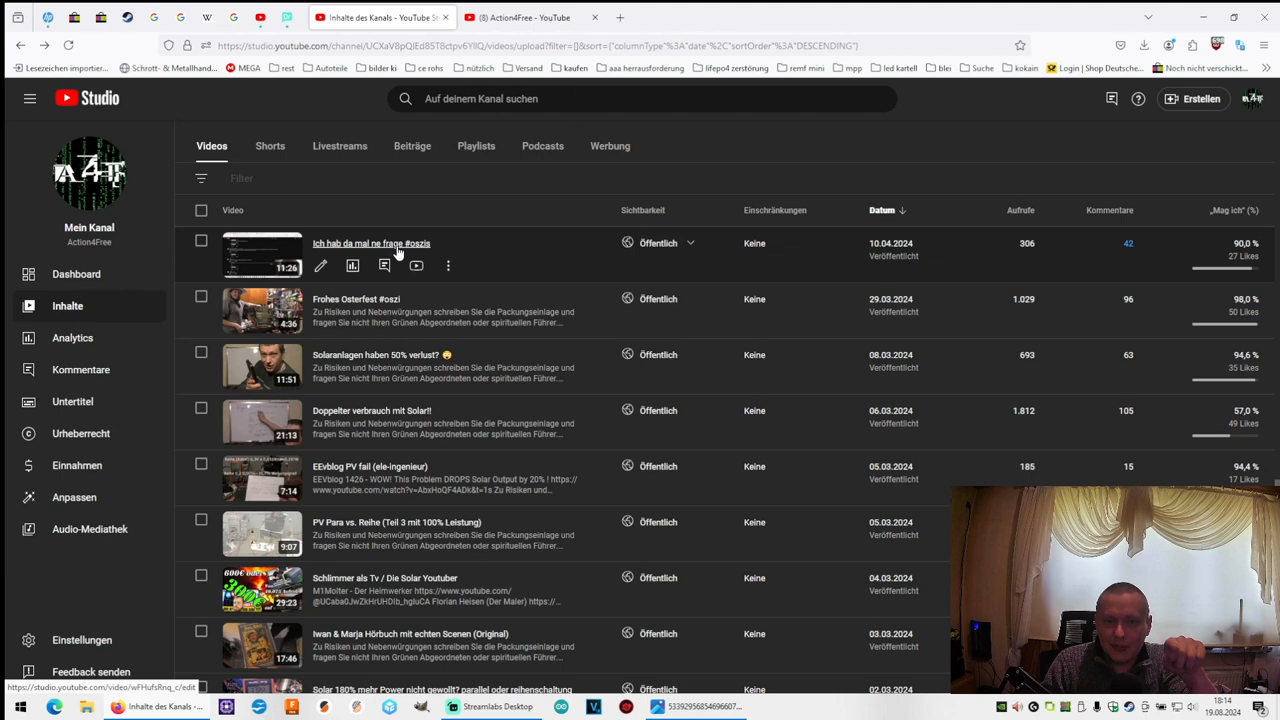 Inhalte des Kanals - YouTube St
(8) Action4Free - YouTube
https://studio.youtube.com/channel/UCXaV8pQIEd85T8ctpv6YIIQ/videos/upload?filter=[]&sort={"columnType"%3A"date"%2C"sortOrder"%3A"DESCENDING"}
Lesezeichen importier...
Schrott- & Metallhand...
MEGA
rest
Autoteile
bilder ki
ce rohs
nützlich
Versand
kaufen
aaa herrausforderung
lifepo4 zerstörung
remf mini
mpp
led kartell
blei
Suche
kokain
Login | Shop Deutsche...
Noch nicht verschickt...
Studio
Auf deinem Kanal suchen
Erstellen
A4F
Mein Kanal
Action4Free
Dashboard
Inhalte
Analytics
Kommentare
Untertitel
Urheberrecht
Einnahmen
Anpassen
Audio-Mediathek
Einstellungen
Feedback senden
Videos Shorts Livestreams Beiträge Playlists Podcasts Werbung
Filter
Video Sichtbarkeit Einschränkungen Datum Aufrufe Kommentare „Mag ich“ (%)
11:26
Ich hab da mal ne frage #oszis
Öffentlich Keine 10.04.2024 306 42 90,0 %
Veröffentlicht 27 Likes
4:36
Frohes Osterfest #oszi
Öffentlich Keine 29.03.2024 1.029 96 98,0 %
Zu Risiken und Nebenwürgungen schreiben Sie die Packungseinlage und
fragen Sie nicht Ihren Grünen Abgeordneten oder spirituellen Führer....
Veröffentlicht 50 Likes
11:51
Solaranlagen haben 50% verlust? 😳
Öffentlich Keine 08.03.2024 693 63 94,6 %
Zu Risiken und Nebenwürgungen schreiben Sie die Packungseinlage und
fragen Sie nicht Ihren Grünen Abgeordneten oder spirituellen Führer....
Veröffentlicht 35 Likes
21:13
Doppelter verbrauch mit Solar!!
Öffentlich Keine 06.03.2024 1.812 105 57,0 %
Zu Risiken und Nebenwürgungen schreiben Sie die Packungseinlage und
fragen Sie nicht Ihren Grünen Abgeordneten oder spirituellen Führer....
Veröffentlicht 49 Likes
7:14
EEvblog PV fail (ele-ingenieur)
Öffentlich Keine 05.03.2024 185 15 94,4 %
EEVBLOG 1426 - WOW! This Problem DROPS Solar Output by 20% ! https://
www.youtube.com/watch?v=AbxHoQF4ADk&t=1s Zu Risiken und...
Veröffentlicht 17 Likes
9:07
PV Para vs. Reihe (Teil 3 mit 100% Leistung)
Öffentlich Keine 05.03.2024
Zu Risiken und Nebenwürgungen schreiben Sie die Packungseinlage und
fragen Sie nicht Ihren Grünen Abgeordneten oder spirituellen Führer....
Veröffentlicht
600€ oder
300€
29:23
Schlimmer als Tv / Die Solar Youtuber
Öffentlich Keine 04.03.2024
M1Molter - Der Heimwerker https://www.youtube.com/
@UCaba0JwZkHrUHDIb_hgIuCA Florian Heisen (Der Maler) https:/...
Veröffentlicht
17:46
Iwan & Marja Hörbuch mit echten Scenen (Original)
Öffentlich Keine 03.03.2024
Zu Risiken und Nebenwürgungen schreiben Sie die Packungseinlage und
fragen Sie nicht Ihren Grünen Abgeordneten oder spirituellen Führer....
Veröffentlicht
Solar 180% mehr Power nicht gewollt? parallel oder reihenschaltung
Öffentlich Keine 02.03.2024
https://studio.youtube.com/video/wFHufsRnq_c/edit
Inhalte des Kanals -...
Streamlabs Desktop
53392956854696607...
18:14
19.08.2024